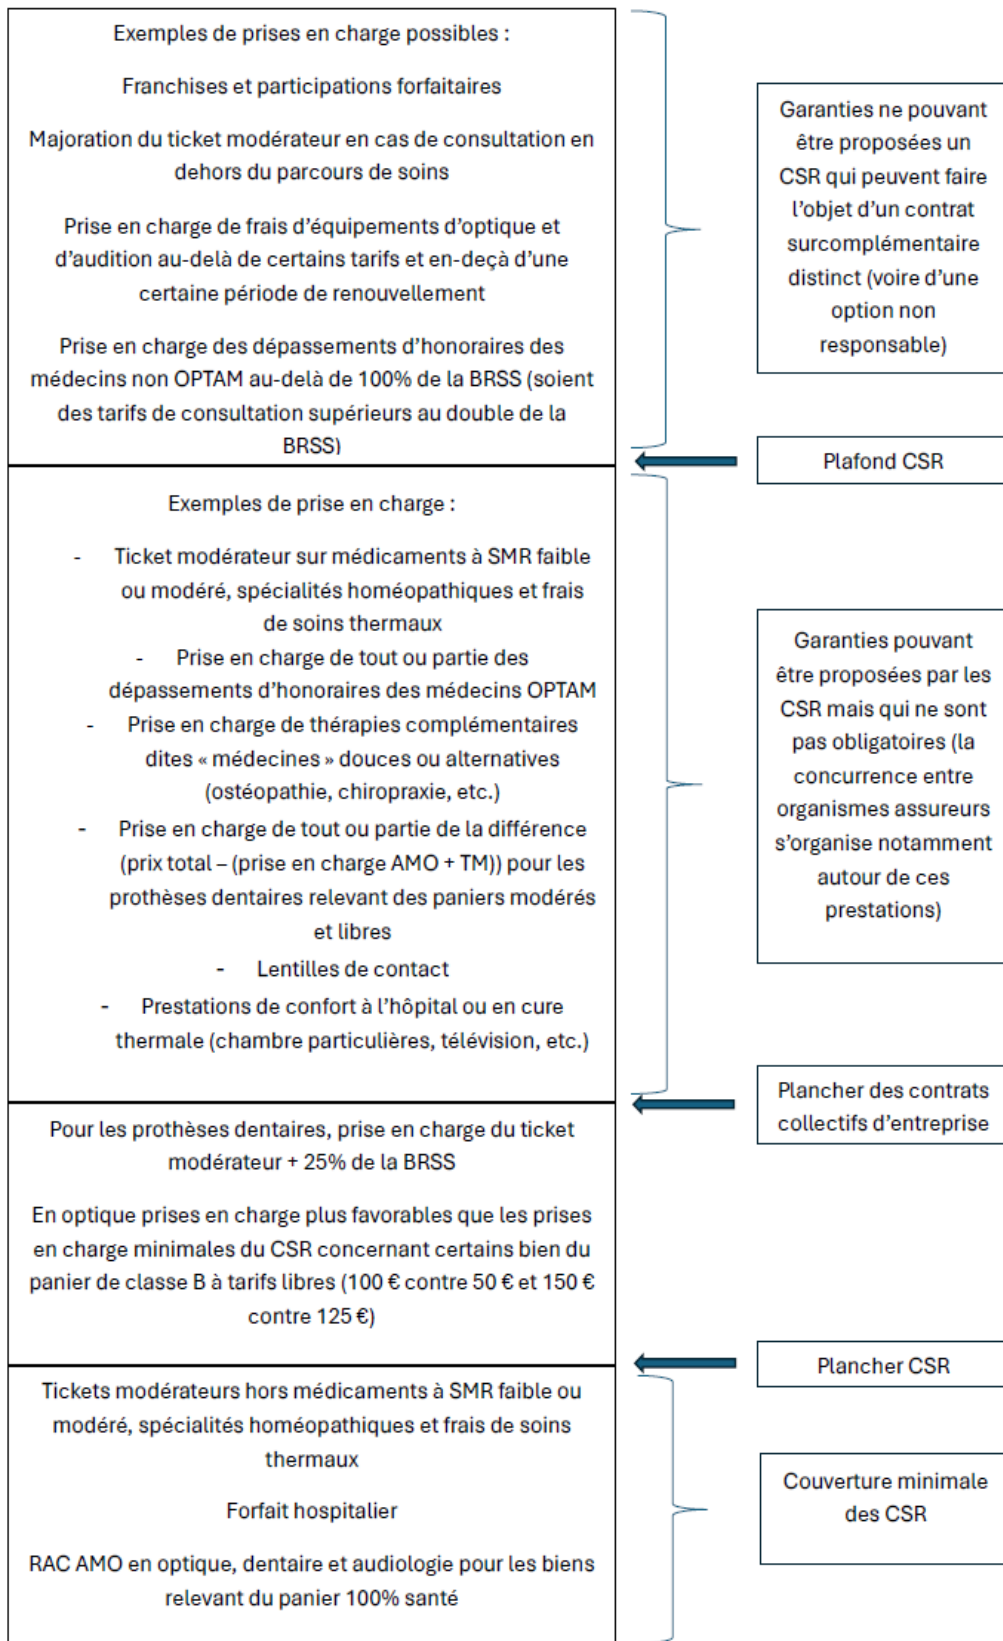 Exemples de prises en charge possibles :
Franchises et participations forfaitaires
Majoration du ticket modérateur en cas de consultation en
dehors du parcours de soins
Prise en charge de frais d'équipements d'optique et
d'audition au-delà de certains tarifs et en-deçà d'une
certaine période de renouvellement
Prise en charge des dépassements d'honoraires des
médecins non OPTAM au-delà de 100% de la BRSS (soient
des tarifs de consultation supérieurs au double de la
BRSS)
Garanties ne pouvant
être proposées un
CSR qui peuvent faire
l'objet d'un contrat
surcomplémentaire
distinct (voire d'une
option non
responsable)
Plafond CSR
Exemples de prise en charge :
- Ticket modérateur sur médicaments à SMR faible
ou modéré, spécialités homéopathiques et frais
de soins thermaux
- Prise en charge de tout ou partie des
dépassements d'honoraires des médecins OPTAM
- Prise en charge de thérapies complémentaires
dites « médecines » douces ou alternatives
(ostéopathie, chiropraxie, etc.)
- Prise en charge de tout ou partie de la différence
(prix total – (prise en charge AMO + TM)) pour les
prothèses dentaires relevant des paniers modérés
et libres
- Lentilles de contact
- Prestations de confort à l'hôpital ou en cure
thermale (chambre particulières, télévision, etc.)
Garanties pouvant
être proposées par les
CSR mais qui ne sont
pas obligatoires (la
concurrence entre
organismes assureurs
s'organise notamment
autour de ces
prestations)
Plancher des contrats
collectifs d'entreprise
Pour les prothèses dentaires, prise en charge du ticket
modérateur + 25% de la BRSS
En optique prises en charge plus favorables que les prises
en charge minimales du CSR concernant certains bien du
panier de classe B à tarifs libres (100 € contre 50 € et 150 €
contre 125 €)
Plancher CSR
Tickets modérateurs hors médicaments à SMR faible ou
modéré, spécialités homéopathiques et frais de soins
thermaux
Forfait hospitalier
RAC AMO en optique, dentaire et audiologie pour les biens
relevant du panier 100% santé
Couverture minimale
des CSR